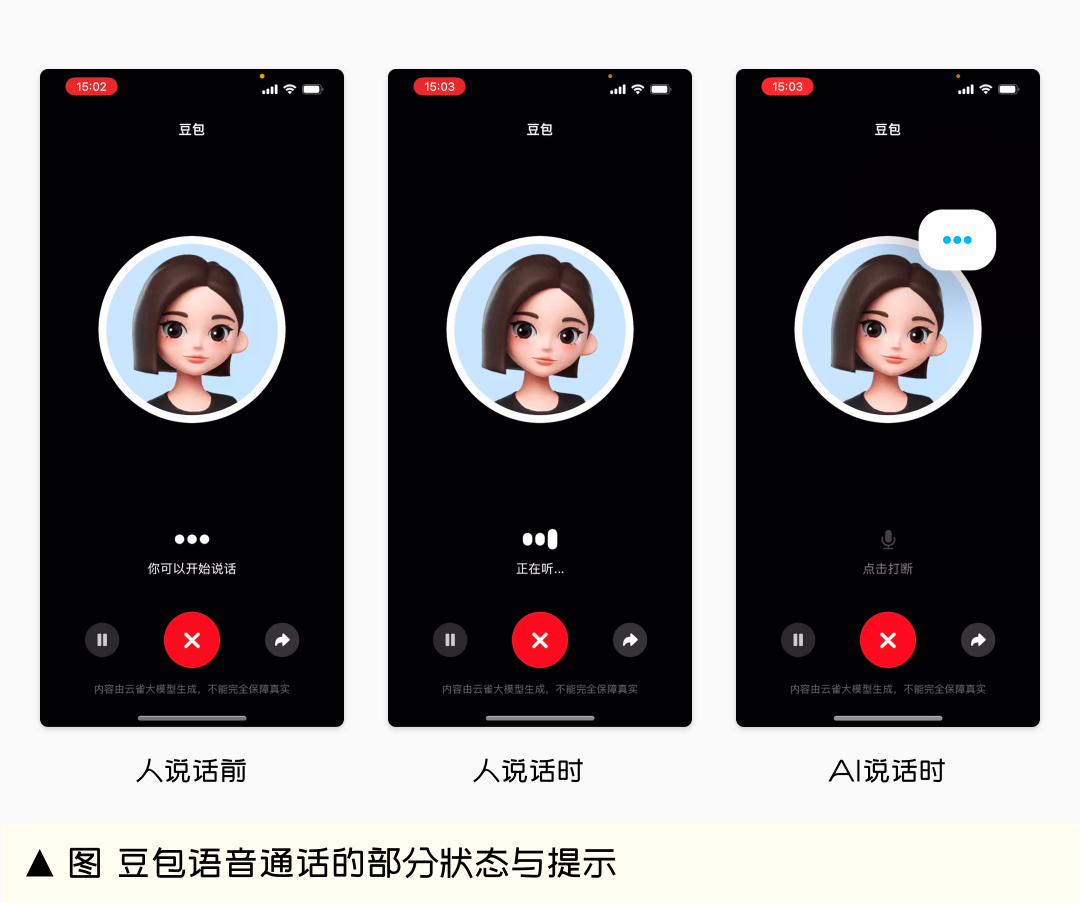 15:02
豆包
你可以开始说话
内容由云雀大模型生成，不能完全保障真实
人说话前
15:03
豆包
正在听...
内容由云雀大模型生成，不能完全保障真实
人说话时
15:03
豆包
点击打断
内容由云雀大模型生成，不能完全保障真实
AI说话时
▲ 图 豆包语音通话的部分状态与提示